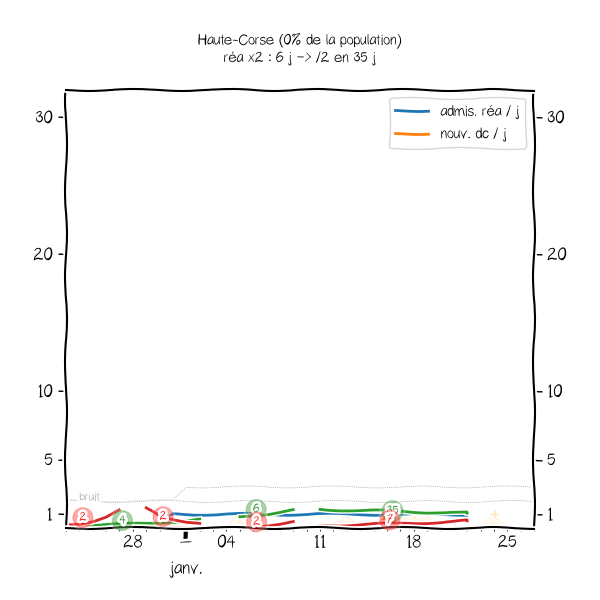 Haute-Corse (0% de la population)
réa x2 : 6 j -> /2 en 35 j
admis. réa / j
nouv. dc / j
30 30
20 20
10 10
5 5
bruit
1 1
2 4 2 6 2 35 7
28 04 11 18 25
janv.